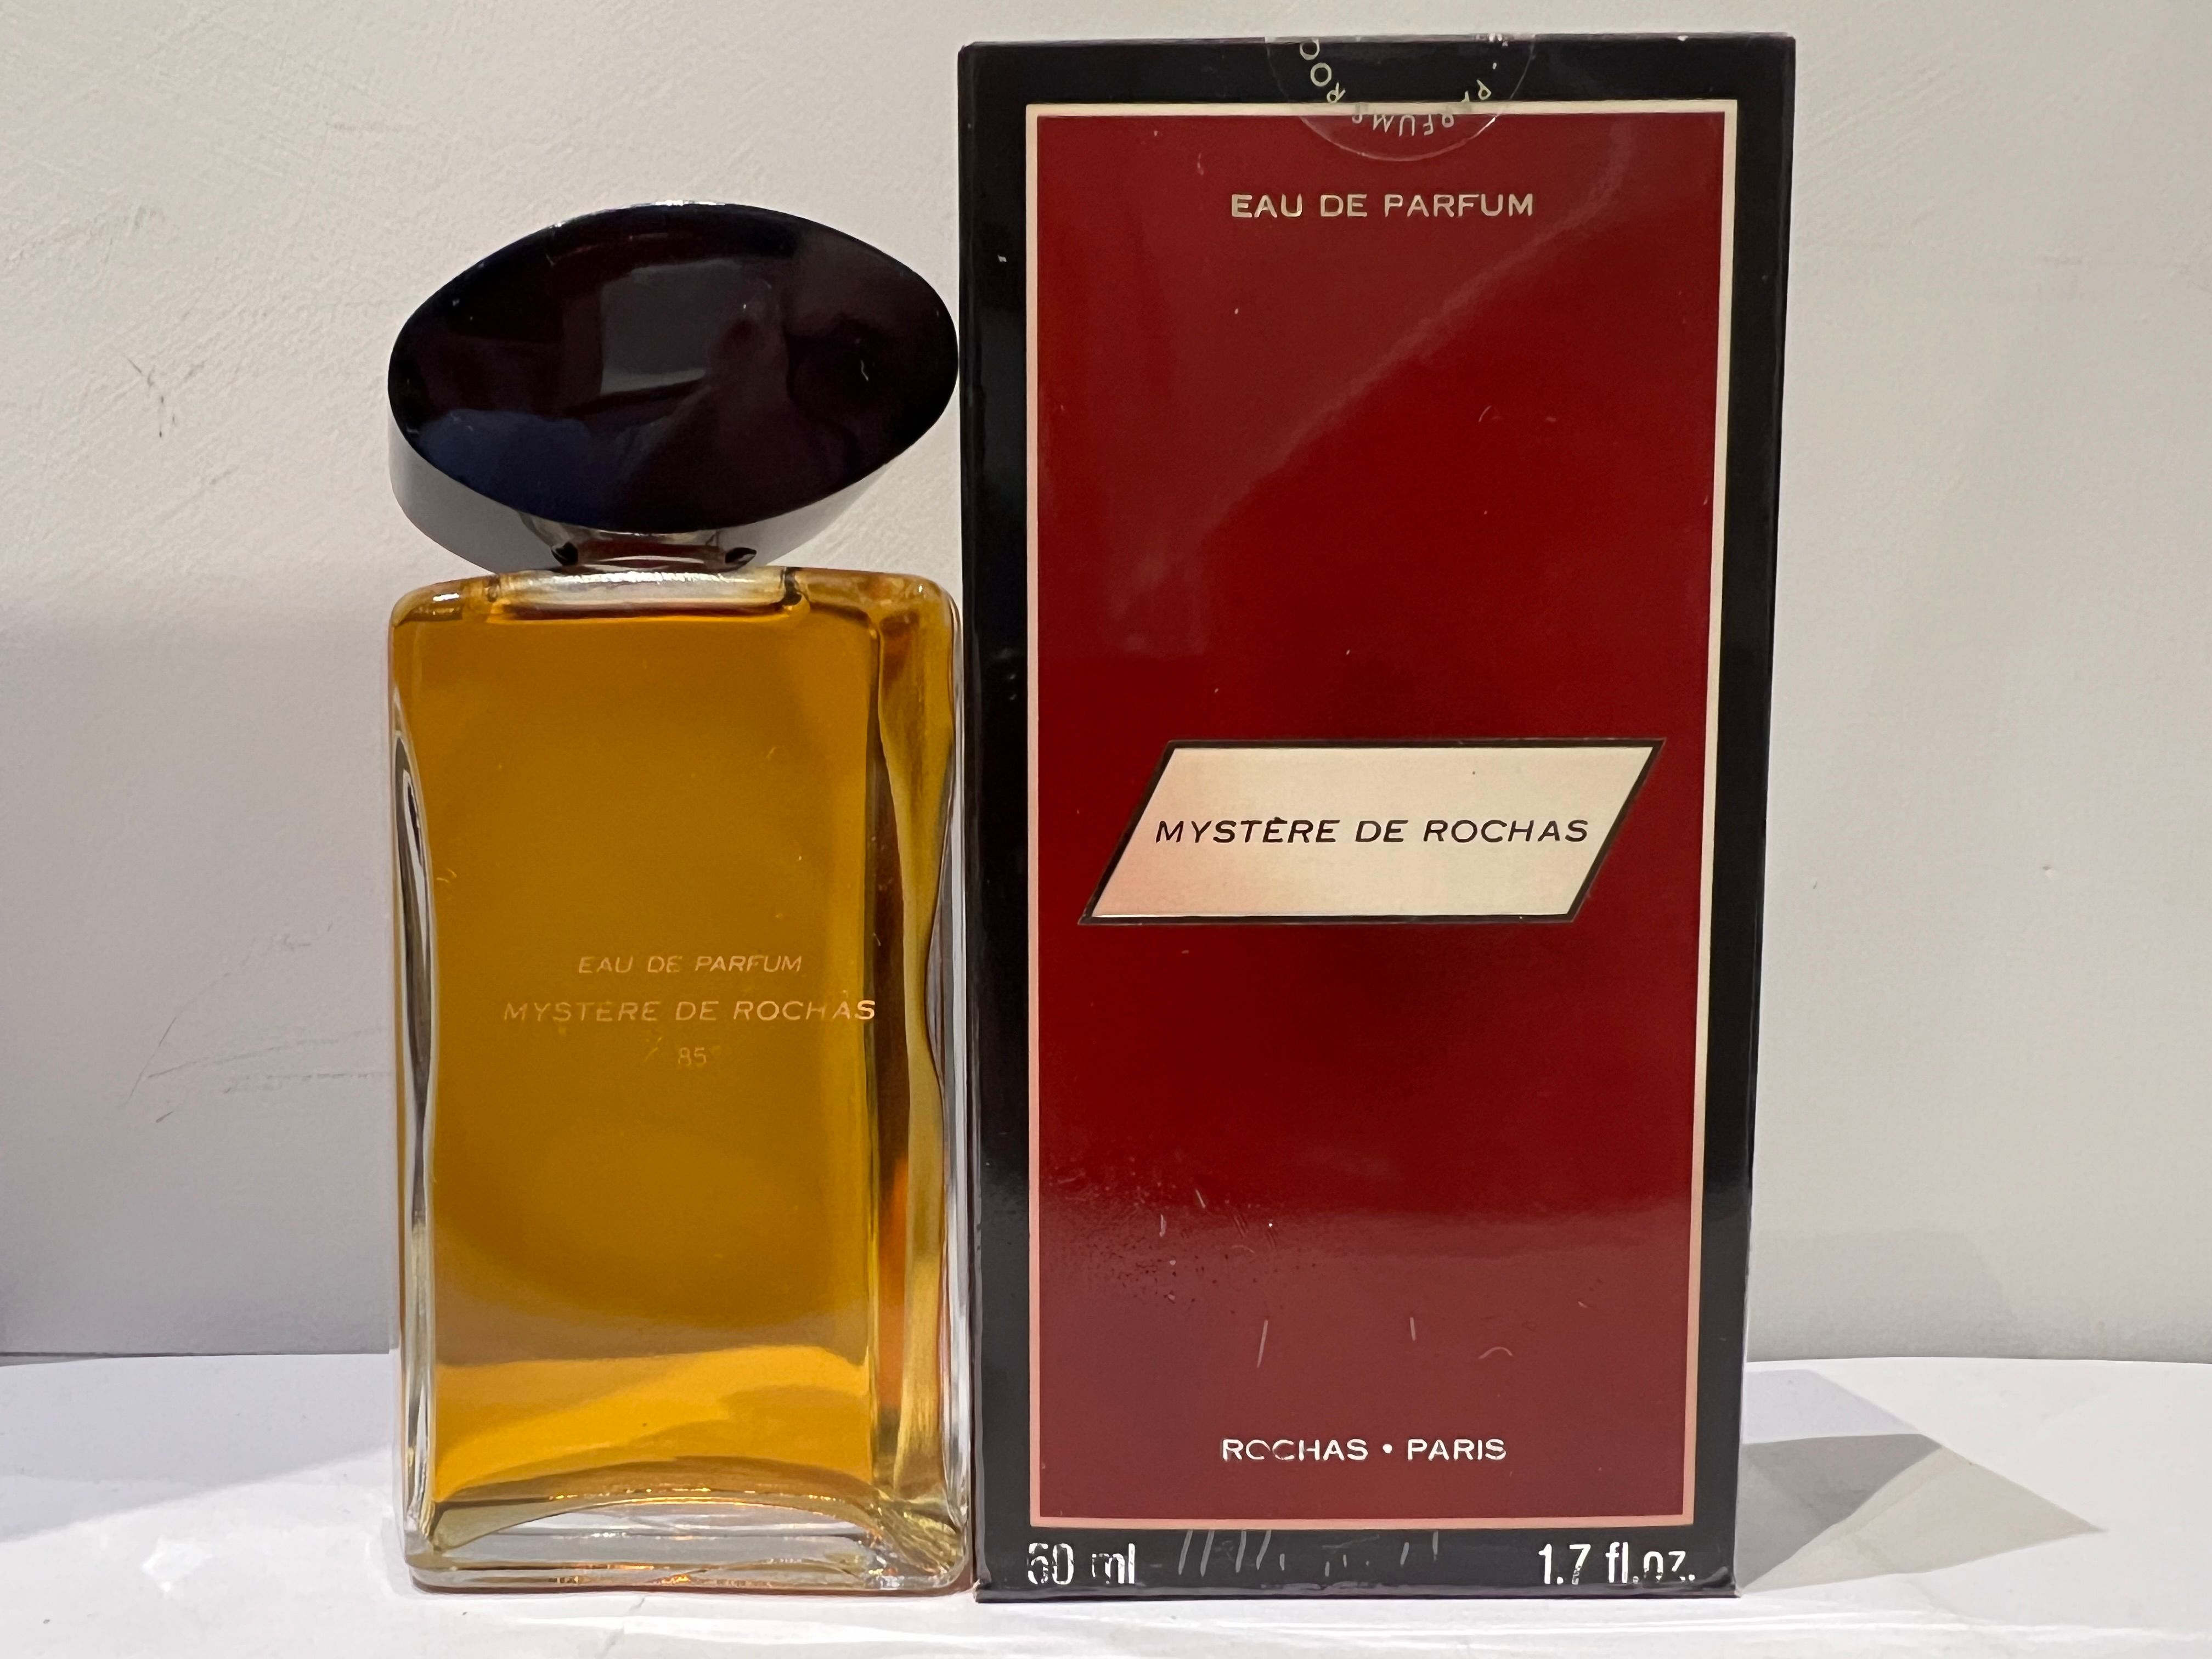 EAU DE PARFUM
MYSTÈRE DE ROCHAS
85°
EAU DE PARFUM
MYSTÈRE DE ROCHAS
ROCHAS • PARIS
50 ml
1.7 fl.oz.